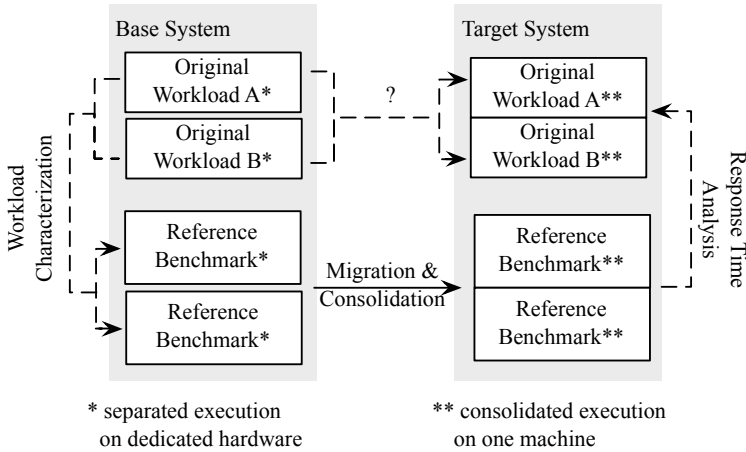 Base System
Original
Workload A*
Original
Workload B*
Reference
Benchmark*
Reference
Benchmark*
Workload
Characterization
?
Migration &
Consolidation
Target System
Original
Workload A**
Original
Workload B**
Reference
Benchmark**
Reference
Benchmark**
Response Time
Analysis
* separated execution
on dedicated hardware
** consolidated execution
on one machine